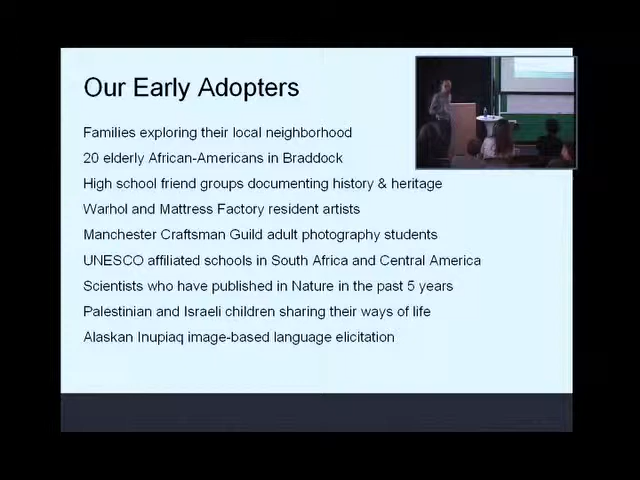 Our Early Adopters
Families exploring their local neighborhood
20 elderly African-Americans in Braddock
High school friend groups documenting history & heritage
Warhol and Mattress Factory resident artists
Manchester Craftsman Guild adult photography students
UNESCO affiliated schools in South Africa and Central America
Scientists who have published in Nature in the past 5 years
Palestinian and Israeli children sharing their ways of life
Alaskan Inupiaq image-based language elicitation